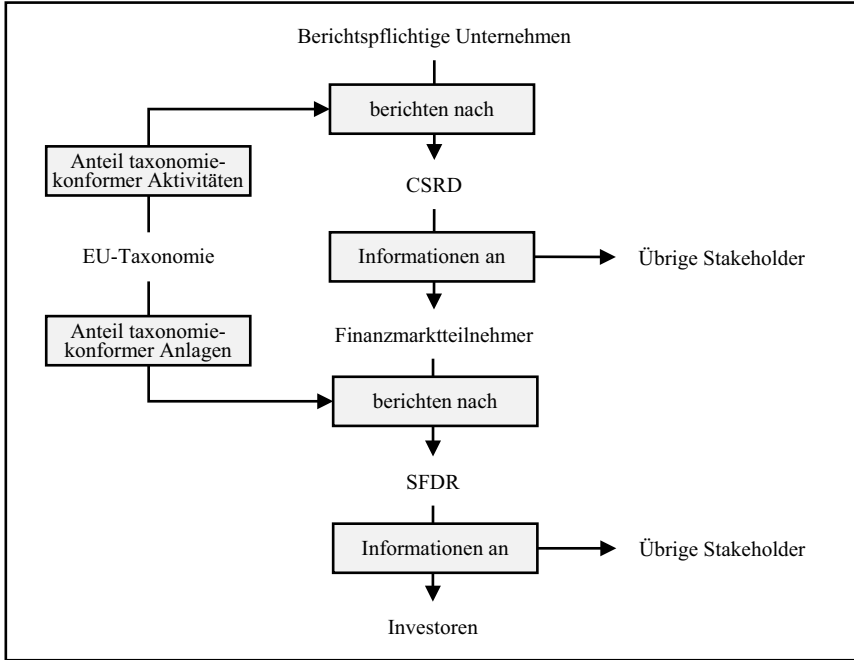 Berichtspflichtige Unternehmen
berichten nach
Anteil taxonomie-
konformer Aktivitäten
CSRD
EU-Taxonomie
Informationen an
Übrige Stakeholder
Anteil taxonomie-
konformer Anlagen
Finanzmarktteilnehmer
berichten nach
SFDR
Informationen an
Übrige Stakeholder
Investoren